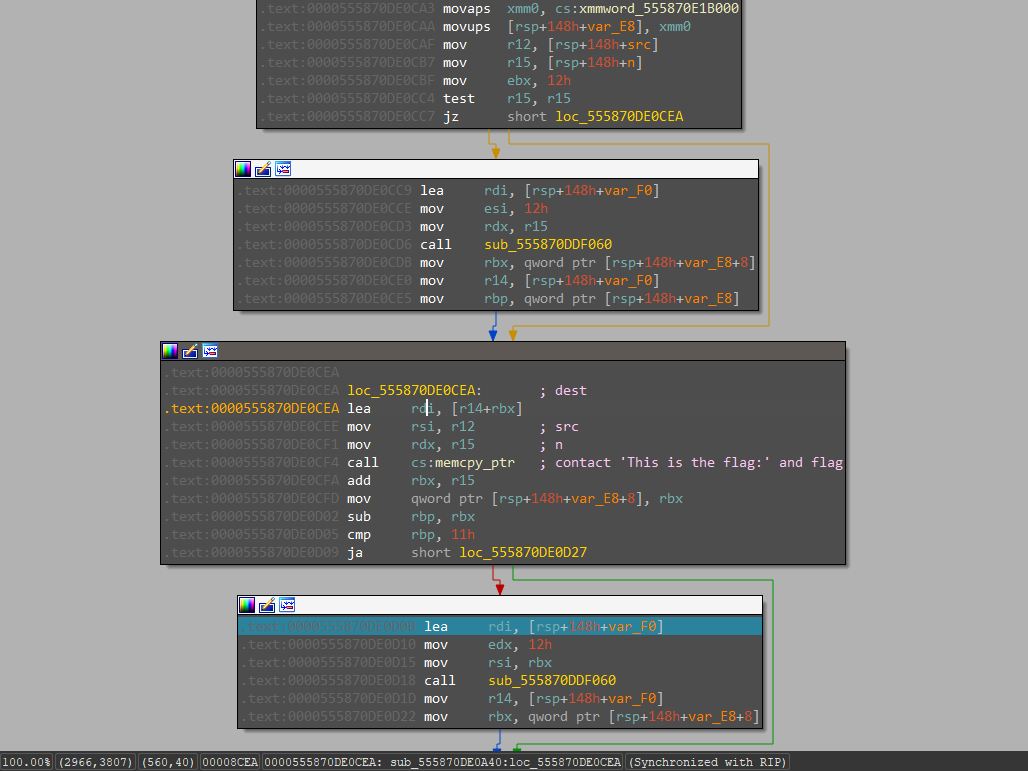 .text:0000555870DE0CA3 movaps xmm0, cs:xmmword_555870E1B000
.text:0000555870DE0CAA movups [rsp+148h+var_E8], xmm0
.text:0000555870DE0CAF mov r12, [rsp+148h+src]
.text:0000555870DE0CB7 mov r15, [rsp+148h+n]
.text:0000555870DE0CBF mov ebx, 12h
.text:0000555870DE0CC4 test r15, r15
.text:0000555870DE0CC7 jz short loc_555870DE0CEA
.text:0000555870DE0CC9 lea rdi, [rsp+148h+var_F0]
.text:0000555870DE0CCE mov esi, 12h
.text:0000555870DE0CD3 mov rdx, r15
.text:0000555870DE0CD6 call sub_555870DDF060
.text:0000555870DE0CDB mov rbx, qword ptr [rsp+148h+var_E8+8]
.text:0000555870DE0CE0 mov r14, [rsp+148h+var_F0]
.text:0000555870DE0CE5 mov rbp, qword ptr [rsp+148h+var_E8]
.text:0000555870DE0CEA
.text:0000555870DE0CEA loc_555870DE0CEA: ; dest
.text:0000555870DE0CEA lea rdi, [r14+rbx]
.text:0000555870DE0CEE mov rsi, r12 ; src
.text:0000555870DE0CF1 mov rdx, r15 ; n
.text:0000555870DE0CF4 call cs:memcpy_ptr ; contact 'This is the flag:' and flag
.text:0000555870DE0CFA add rbx, r15
.text:0000555870DE0CFD mov qword ptr [rsp+148h+var_E8+8], rbx
.text:0000555870DE0D02 sub rbp, rbx
.text:0000555870DE0D05 cmp rbp, 11h
.text:0000555870DE0D09 ja short loc_555870DE0D27
.text:0000555870DE0D0B lea rdi, [rsp+148h+var_F0]
.text:0000555870DE0D10 mov edx, 12h
.text:0000555870DE0D15 mov rsi, rbx
.text:0000555870DE0D18 call sub_555870DDF060
.text:0000555870DE0D1D mov r14, [rsp+148h+var_F0]
.text:0000555870DE0D22 mov rbx, qword ptr [rsp+148h+var_E8+8]
100.00% (2966,3807) (560,40) 00008CEA 0000555870DE0CEA: sub_555870DE0A40:loc_555870DE0CEA (Synchronized with RIP)